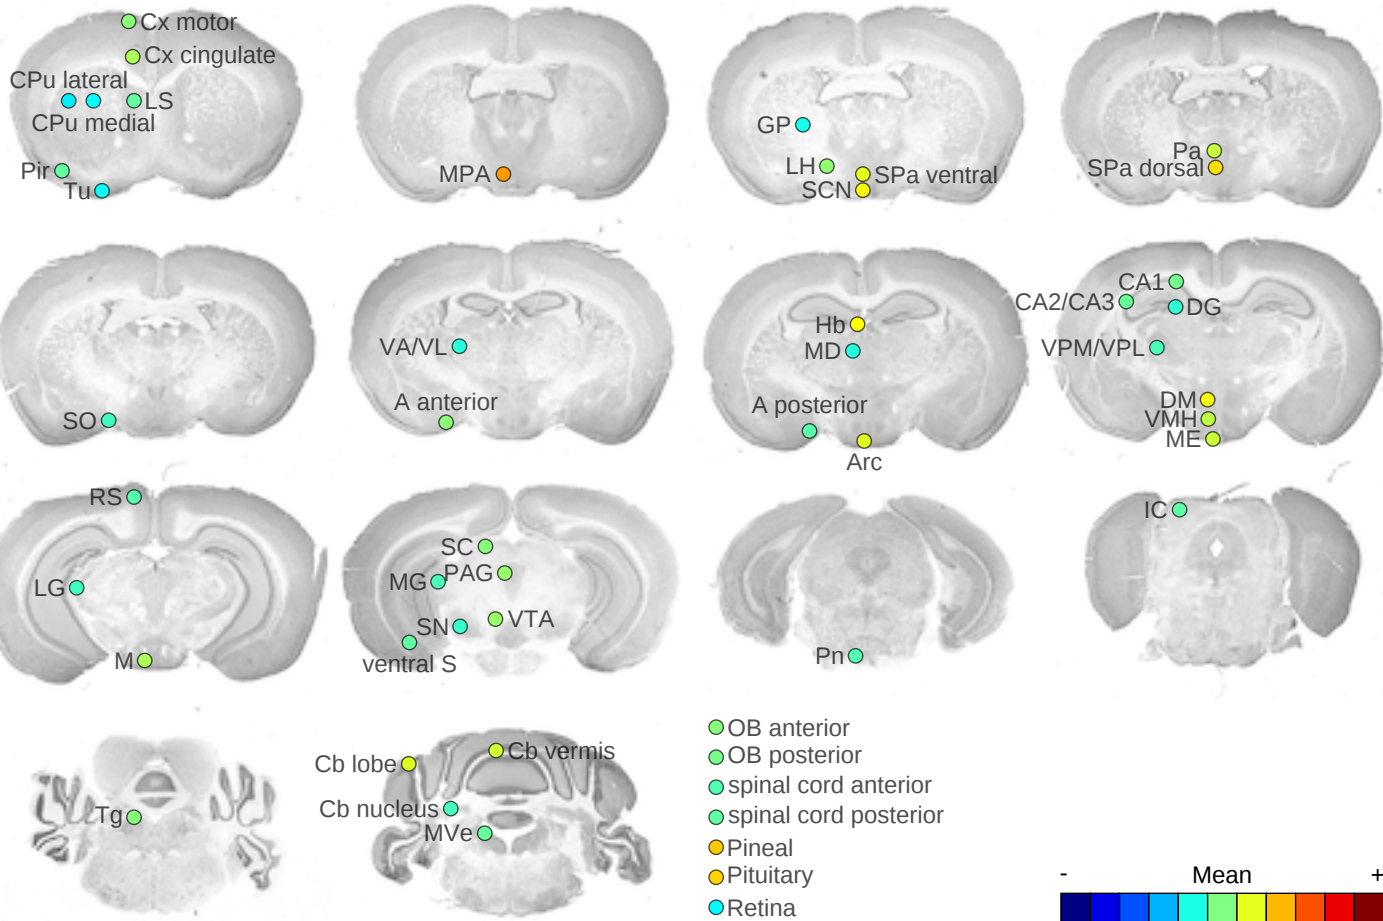 Cx motor
Cx cingulate
CPu lateral
LS
CPu medial
Pir
Tu
MPA
GP
LH
SPa ventral
SCN
Pa
SPa dorsal
SO
VA/VL
A anterior
Hb
MD
A posterior
Arc
CA1
CA2/CA3
DG
VPM/VPL
DM
VMH
ME
RS
LG
M
SC
PAG
MG
VTA
SN
ventral S
Pn
IC
Tg
Cb vermis
Cb lobe
Cb nucleus
MVe
OB anterior
OB posterior
spinal cord anterior
spinal cord posterior
Pineal
Pituitary
Retina
- Mean +